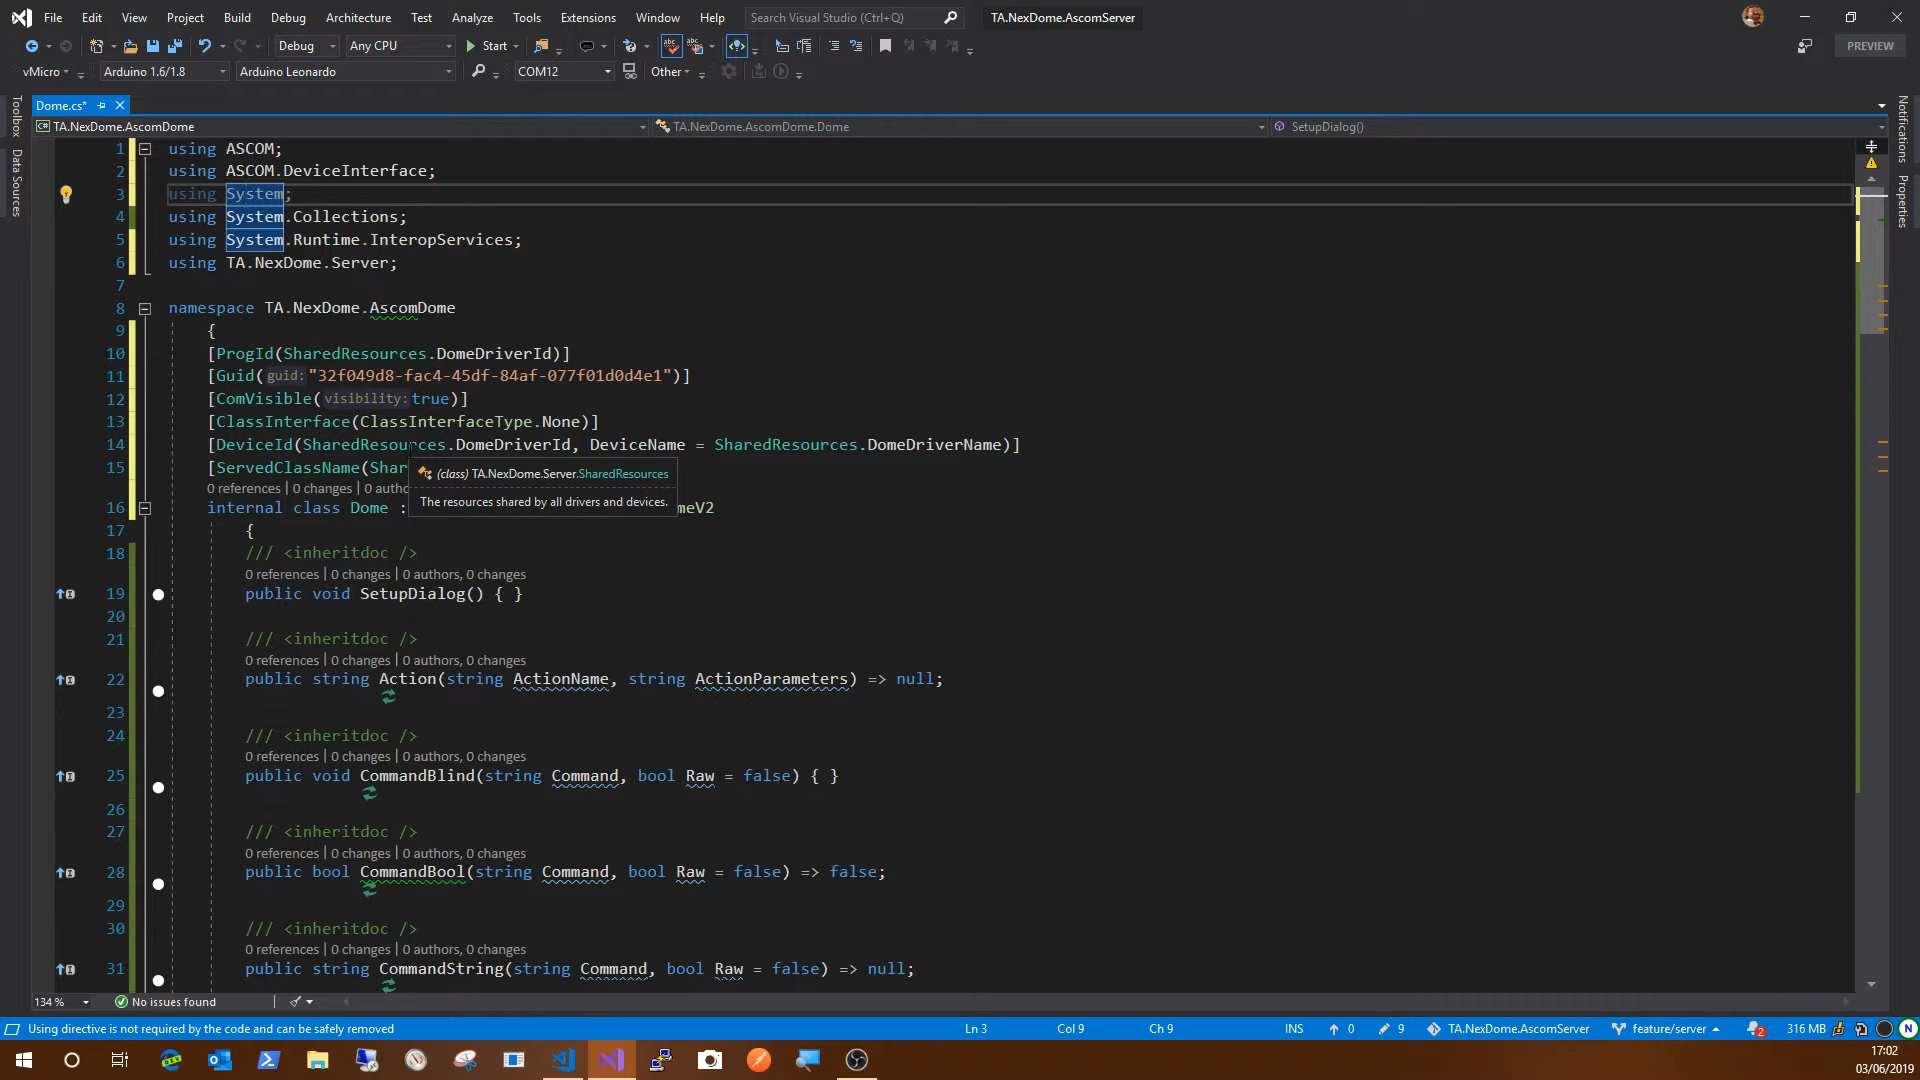 File Edit View Project Build Debug Architecture Test Analyze Tools Extensions Window Help Search Visual Studio (Ctrl+Q) TA.NexDome.AscomServer
Debug Any CPU Start PREVIEW
vMicro Arduino 1.6/1.8 Arduino Leonardo COM12 Other
Dome.cs*
TA.NexDome.AscomDome TA.NexDome.AscomDome.Dome SetupDialog()
Toolbox
Data Sources
Notifications
Properties
1 using ASCOM;
2 using ASCOM.DeviceInterface;
3 using System;
4 using System.Collections;
5 using System.Runtime.InteropServices;
6 using TA.NexDome.Server;
7
8 namespace TA.NexDome.AscomDome
9 {
10 [ProgId(SharedResources.DomeDriverId)]
11 [Guid(guid:"32f049d8-fac4-45df-84af-077f01d0d4e1")]
12 [ComVisible(visibility:true)]
13 [ClassInterface(ClassInterfaceType.None)]
14 [DeviceId(SharedResources.DomeDriverId, DeviceName = SharedResources.DomeDriverName)]
15 [ServedClassName(Shar
(class) TA.NexDome.Server.SharedResources
The resources shared by all drivers and devices.
0 references | 0 changes | 0 autho
16 internal class Dome : meV2
17 {
18 /// <inheritdoc />
0 references | 0 changes | 0 authors, 0 changes
19 public void SetupDialog() { }
20
21 /// <inheritdoc />
0 references | 0 changes | 0 authors, 0 changes
22 public string Action(string ActionName, string ActionParameters) => null;
23
24 /// <inheritdoc />
0 references | 0 changes | 0 authors, 0 changes
25 public void CommandBlind(string Command, bool Raw = false) { }
26
27 /// <inheritdoc />
0 references | 0 changes | 0 authors, 0 changes
28 public bool CommandBool(string Command, bool Raw = false) => false;
29
30 /// <inheritdoc />
0 references | 0 changes | 0 authors, 0 changes
31 public string CommandString(string Command, bool Raw = false) => null;
134 % No issues found
Using directive is not required by the code and can be safely removed Ln 3 Col 9 Ch 9 INS 0 9 TA.NexDome.AscomServer feature/server 2 316 MB N
17:02
03/06/2019